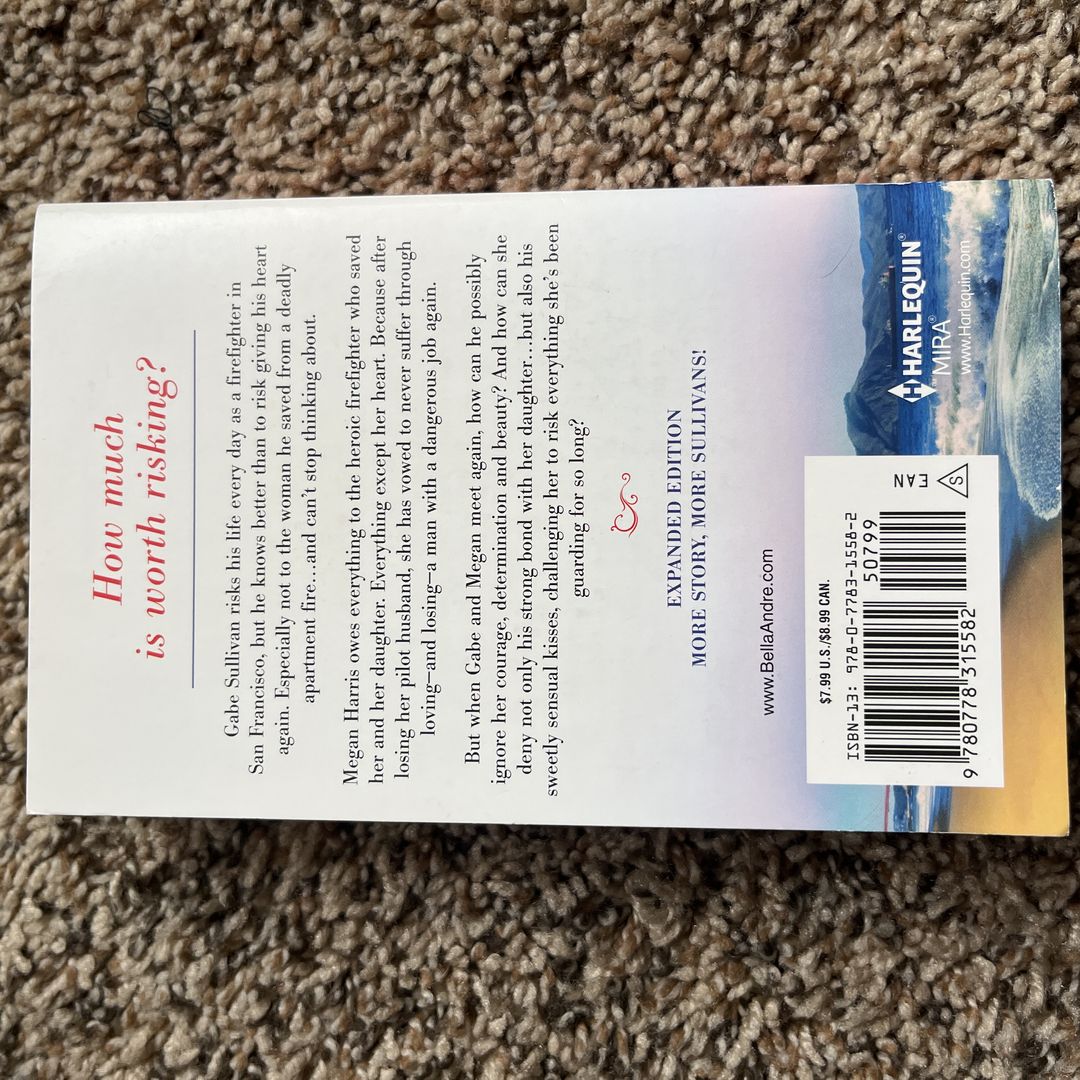 How much
is worth risking?
Gabe Sullivan risks his life every day as a firefighter in
San Francisco, but he knows better than to risk giving his heart
again. Especially not to the woman he saved from a deadly
apartment fire...and can't stop thinking about.
Megan Harris owes everything to the heroic firefighter who saved
her and her daughter. Everything except her heart. Because after
losing her pilot husband, she has vowed to never suffer through
loving—and losing—a man with a dangerous job again.
But when Gabe and Megan meet again, how can he possibly
ignore her courage, determination and beauty? And how can she
deny not only his strong bond with her daughter...but also his
sweetly sensual kisses, challenging her to risk everything she's been
guarding for so long?
EXPANDED EDITION
MORE STORY, MORE SULLIVANS!
www.BellaAndre.com
$7.99 U.S./$8.99 CAN.
ISBN-13: 978-0-7783-1558-2
50799
9 780778 315582
EAN
S
HARLEQUIN®
MIRA®
www.Harlequin.com